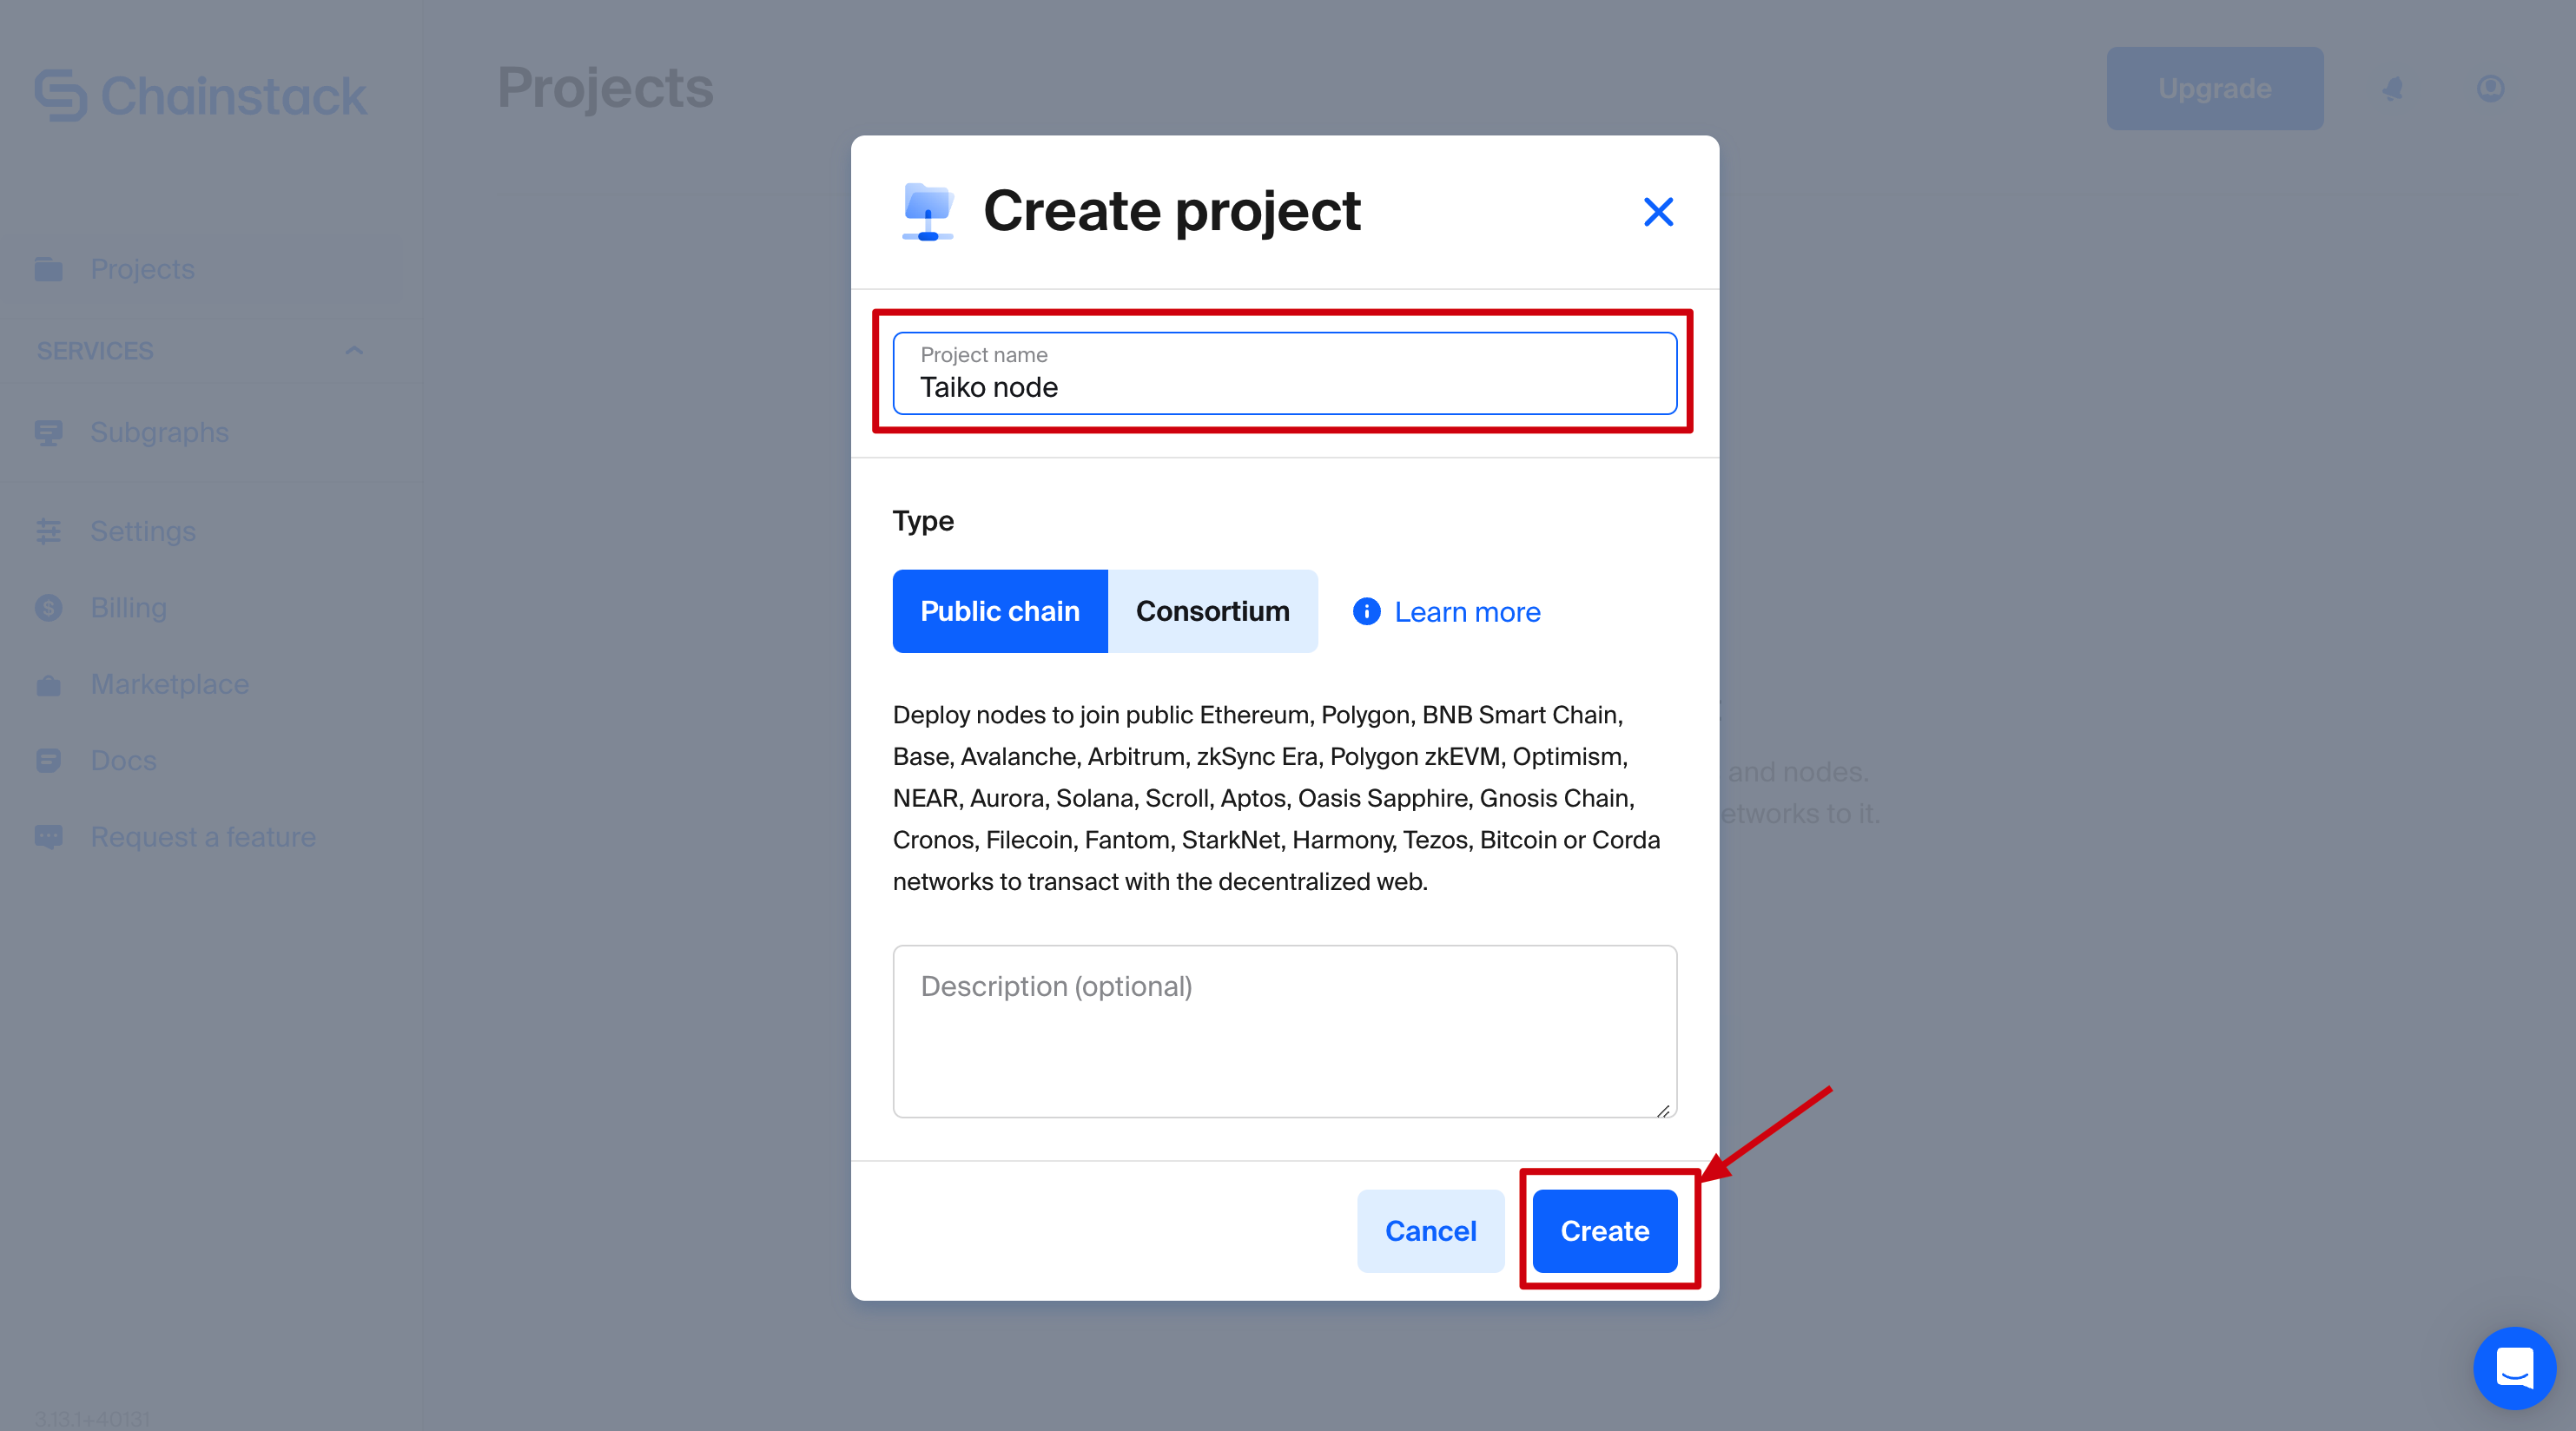 Chainstack
Projects
Upgrade
Projects
SERVICES
Subgraphs
Settings
Billing
Marketplace
Docs
Request a feature
3.13.1+40131
Create project
Project name
Taiko node
Type
Public chain
Consortium
Learn more
Deploy nodes to join public Ethereum, Polygon, BNB Smart Chain,
Base, Avalanche, Arbitrum, zkSync Era, Polygon zkEVM, Optimism,
NEAR, Aurora, Solana, Scroll, Aptos, Oasis Sapphire, Gnosis Chain,
Cronos, Filecoin, Fantom, StarkNet, Harmony, Tezos, Bitcoin or Corda
networks to transact with the decentralized web.
and nodes.
etworks to it.
Description (optional)
Cancel
Create